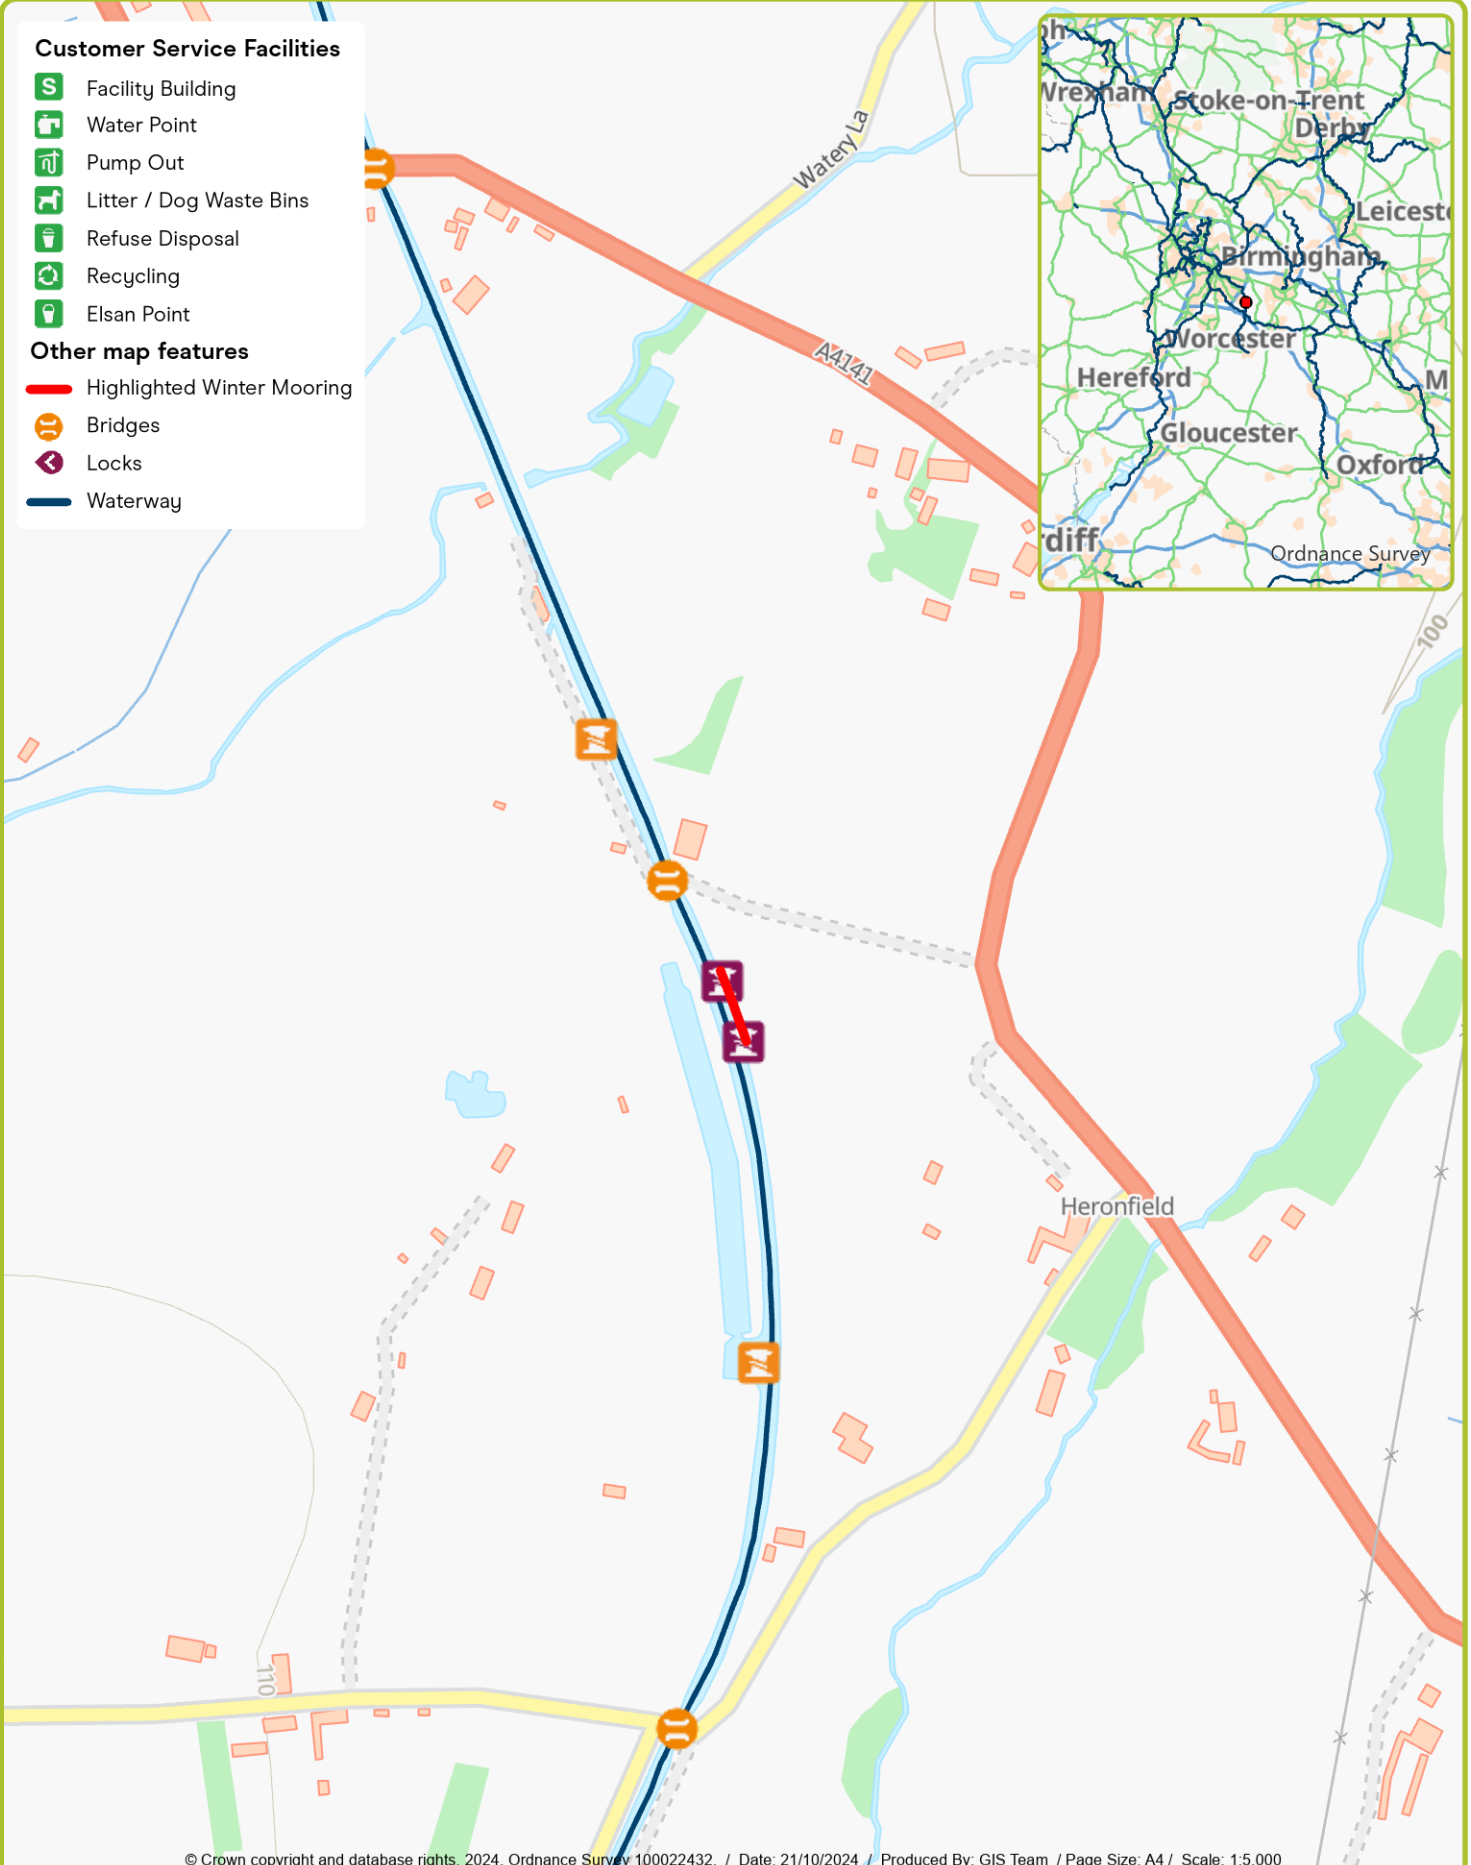 Customer Service Facilities
S Facility Building
Water Point
Pump Out
Litter / Dog Waste Bins
Refuse Disposal
Recycling
Elsan Point
Other map features
Highlighted Winter Mooring
Bridges
Locks
Waterway
Watery La
A4141
100
Heronfield
110
Wrexham
Stoke-on-Trent
Derby
Leiceste
Birmingham
Worcester
Hereford
M
Gloucester
Oxford
rdiff
Ordnance Survey
© Crown copyright and database rights, 2024, Ordnance Survey 100022432. / Date: 21/10/2024 / Produced By: GIS Team / Page Size: A4 / Scale: 1:5,000